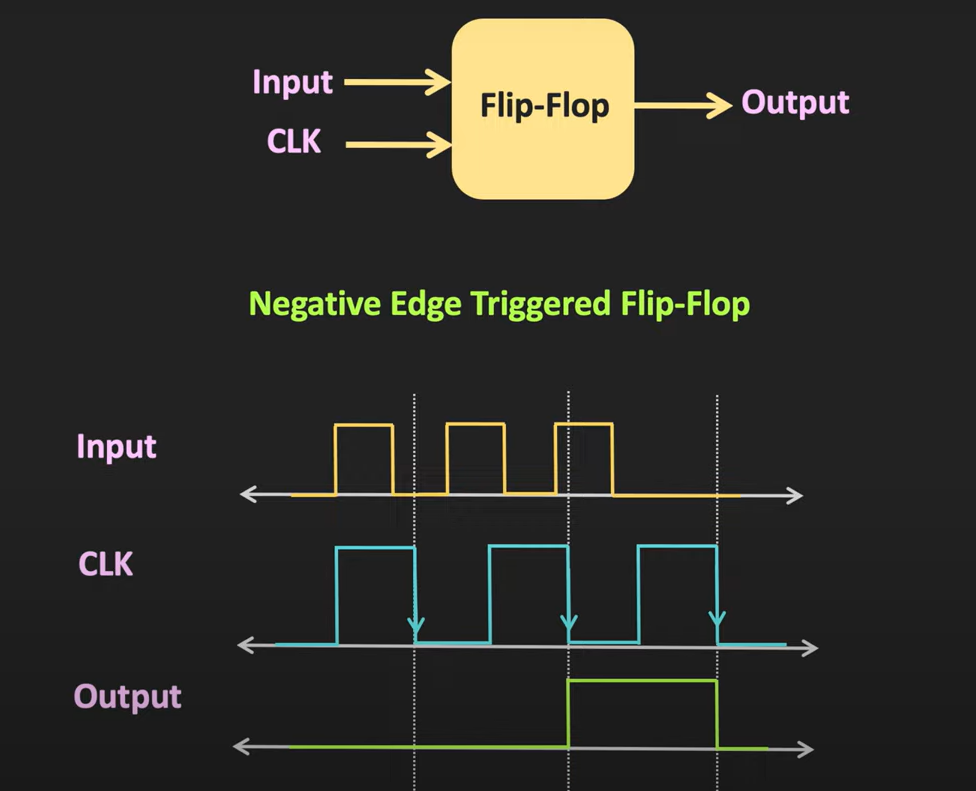 Input
CLK
Flip-Flop
Output
Negative Edge Triggered Flip-Flop
Input
CLK
Output